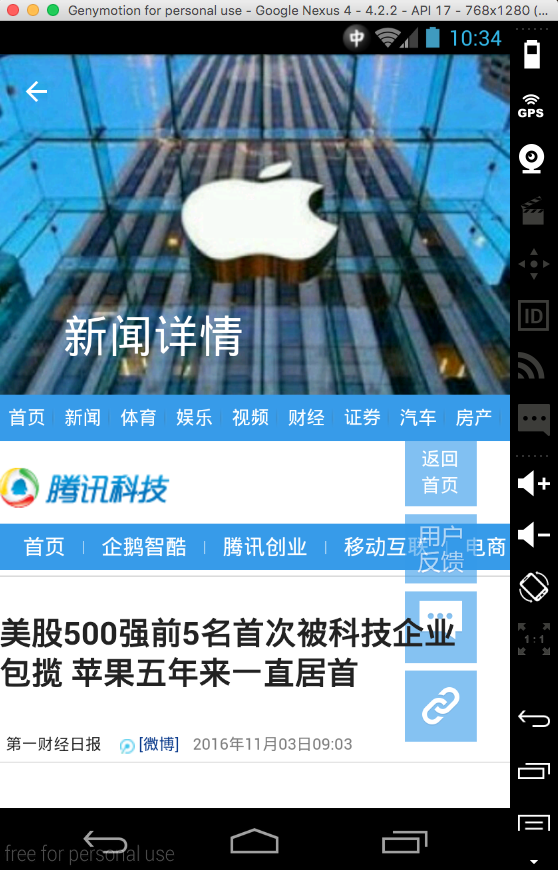 Genymotion for personal use - Google Nexus 4 - 4.2.2 - API 17 - 768x1280 (...
中
10:34
GPS
新闻详情
ID
首页 新闻 体育 娱乐 视频 财经 证券 汽车 房产
返回
首页
腾讯科技
用户
反馈
首页 企鹅智酷 腾讯创业 移动互联 电商
美股500强前5名首次被科技企业
包揽 苹果五年来一直居首
1:1
第一财经日报 [微博] 2016年11月03日09:03
free for personal use